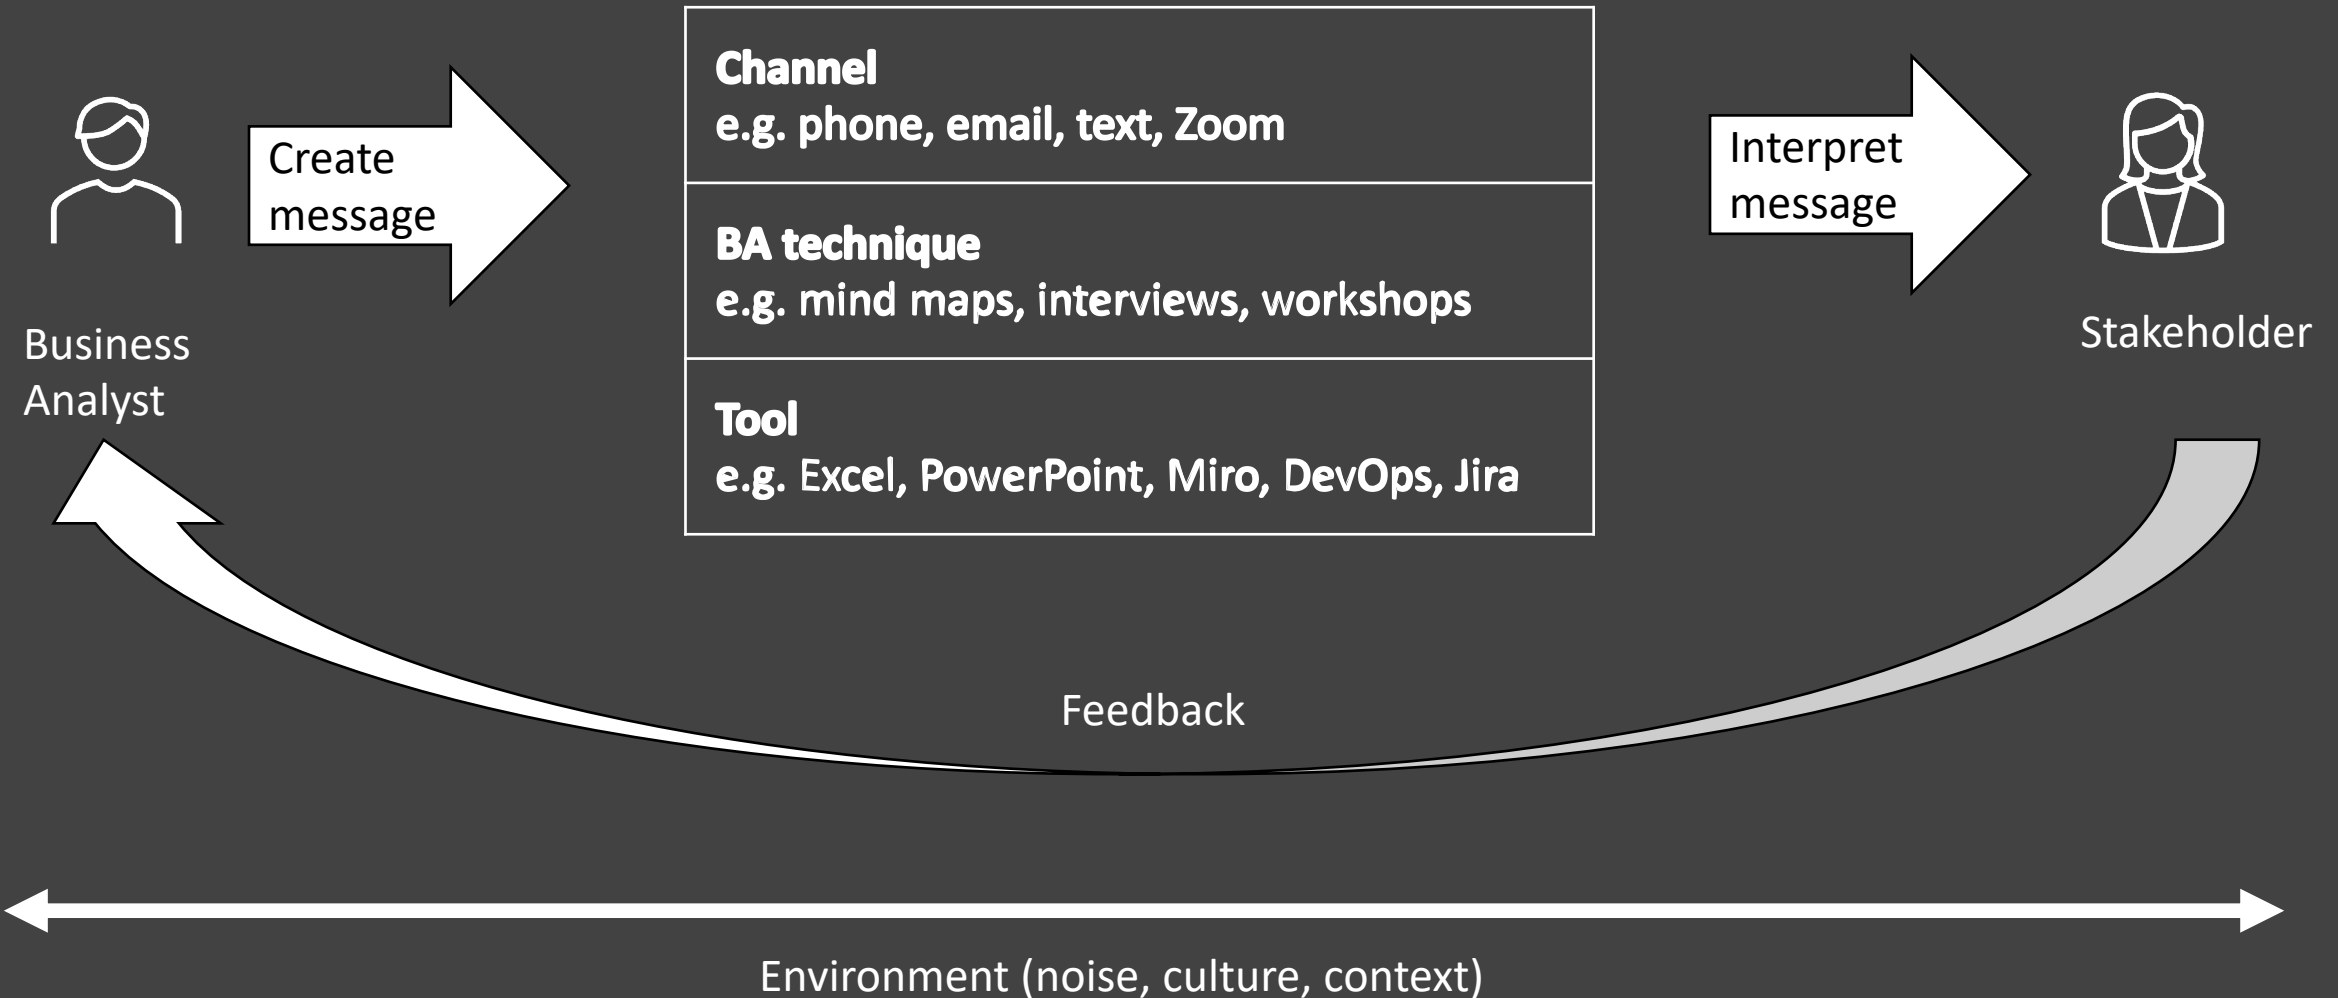 Channel
e.g. phone, email, text, Zoom
Create
message
Interpret
message
BA technique
e.g. mind maps, interviews, workshops
Business
Analyst
Stakeholder
Tool
e.g. Excel, PowerPoint, Miro, DevOps, Jira
Feedback
Environment (noise, culture, context)